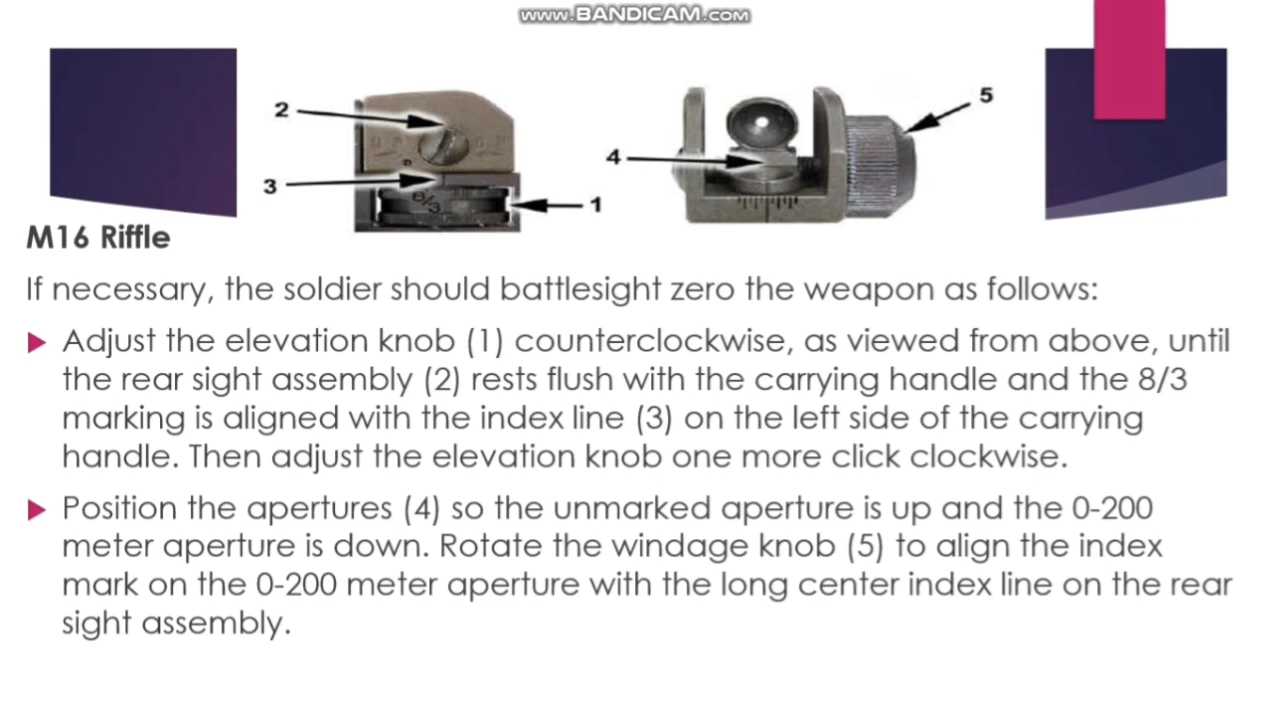 www.BANDICAM.com
2
3
8/3
1
4
5
M16 Riffle
If necessary, the soldier should battlesight zero the weapon as follows:
Adjust the elevation knob (1) counterclockwise, as viewed from above, until
the rear sight assembly (2) rests flush with the carrying handle and the 8/3
marking is aligned with the index line (3) on the left side of the carrying
handle. Then adjust the elevation knob one more click clockwise.
Position the apertures (4) so the unmarked aperture is up and the 0-200
meter aperture is down. Rotate the windage knob (5) to align the index
mark on the 0-200 meter aperture with the long center index line on the rear
sight assembly.